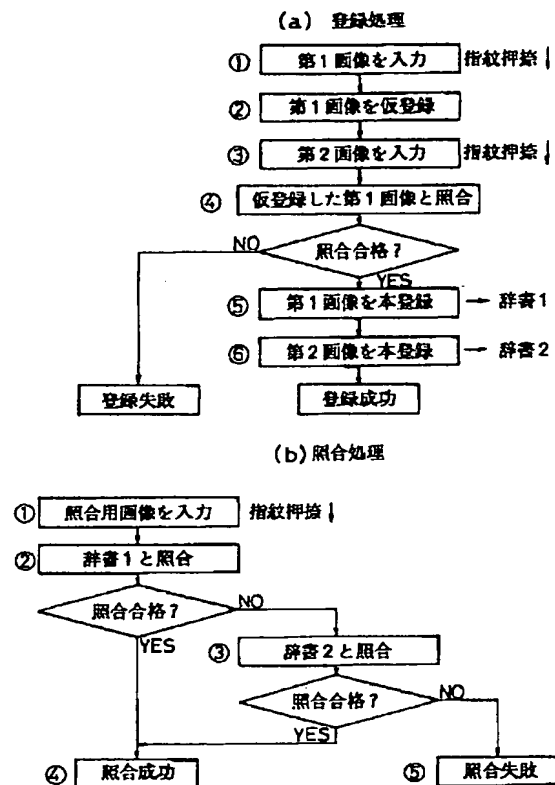 (a) 登録処理
① 第1画像を入力 指紋押捺↓
② 第1画像を仮登録
③ 第2画像を入力 指紋押捺↓
④ 仮登録した第1画像と照合
NO 照合合格?
YES
⑤ 第1画像を本登録 → 辞書1
⑥ 第2画像を本登録 → 辞書2
登録失敗 登録成功
(b)照合処理
① 照合用画像を入力 指紋押捺↓
② 辞書1と照合
照合合格? NO
YES
③ 辞書2と照合
照合合格? NO
YES
④ 照合成功 ⑤ 照合失敗